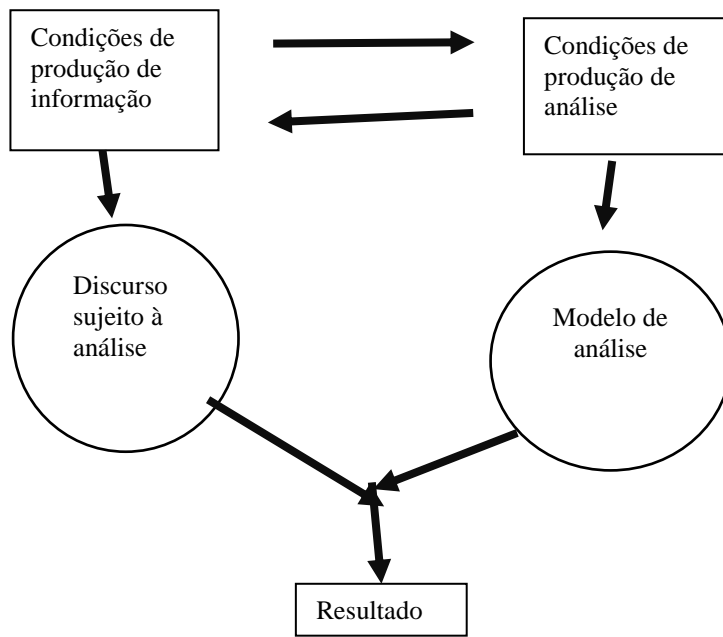 Condições de
produção de
informação
Condições de
produção de
análise
Discurso
sujeito à
análise
Modelo de
análise
Resultado